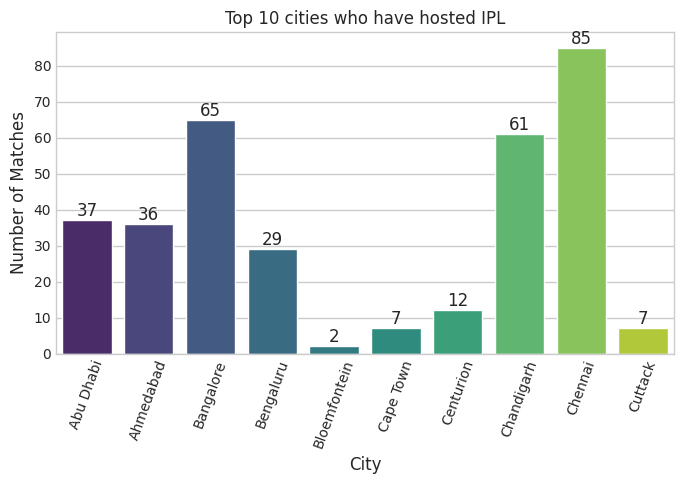 Top 10 cities who have hosted IPL
Number of Matches
80
70
60
50
40
30
20
10
0
37
36
65
29
2
7
12
61
85
7
Abu Dhabi
Ahmedabad
Bangalore
Bengaluru
Bloemfontein
Cape Town
Centurion
Chandigarh
Chennai
Cuttack
City